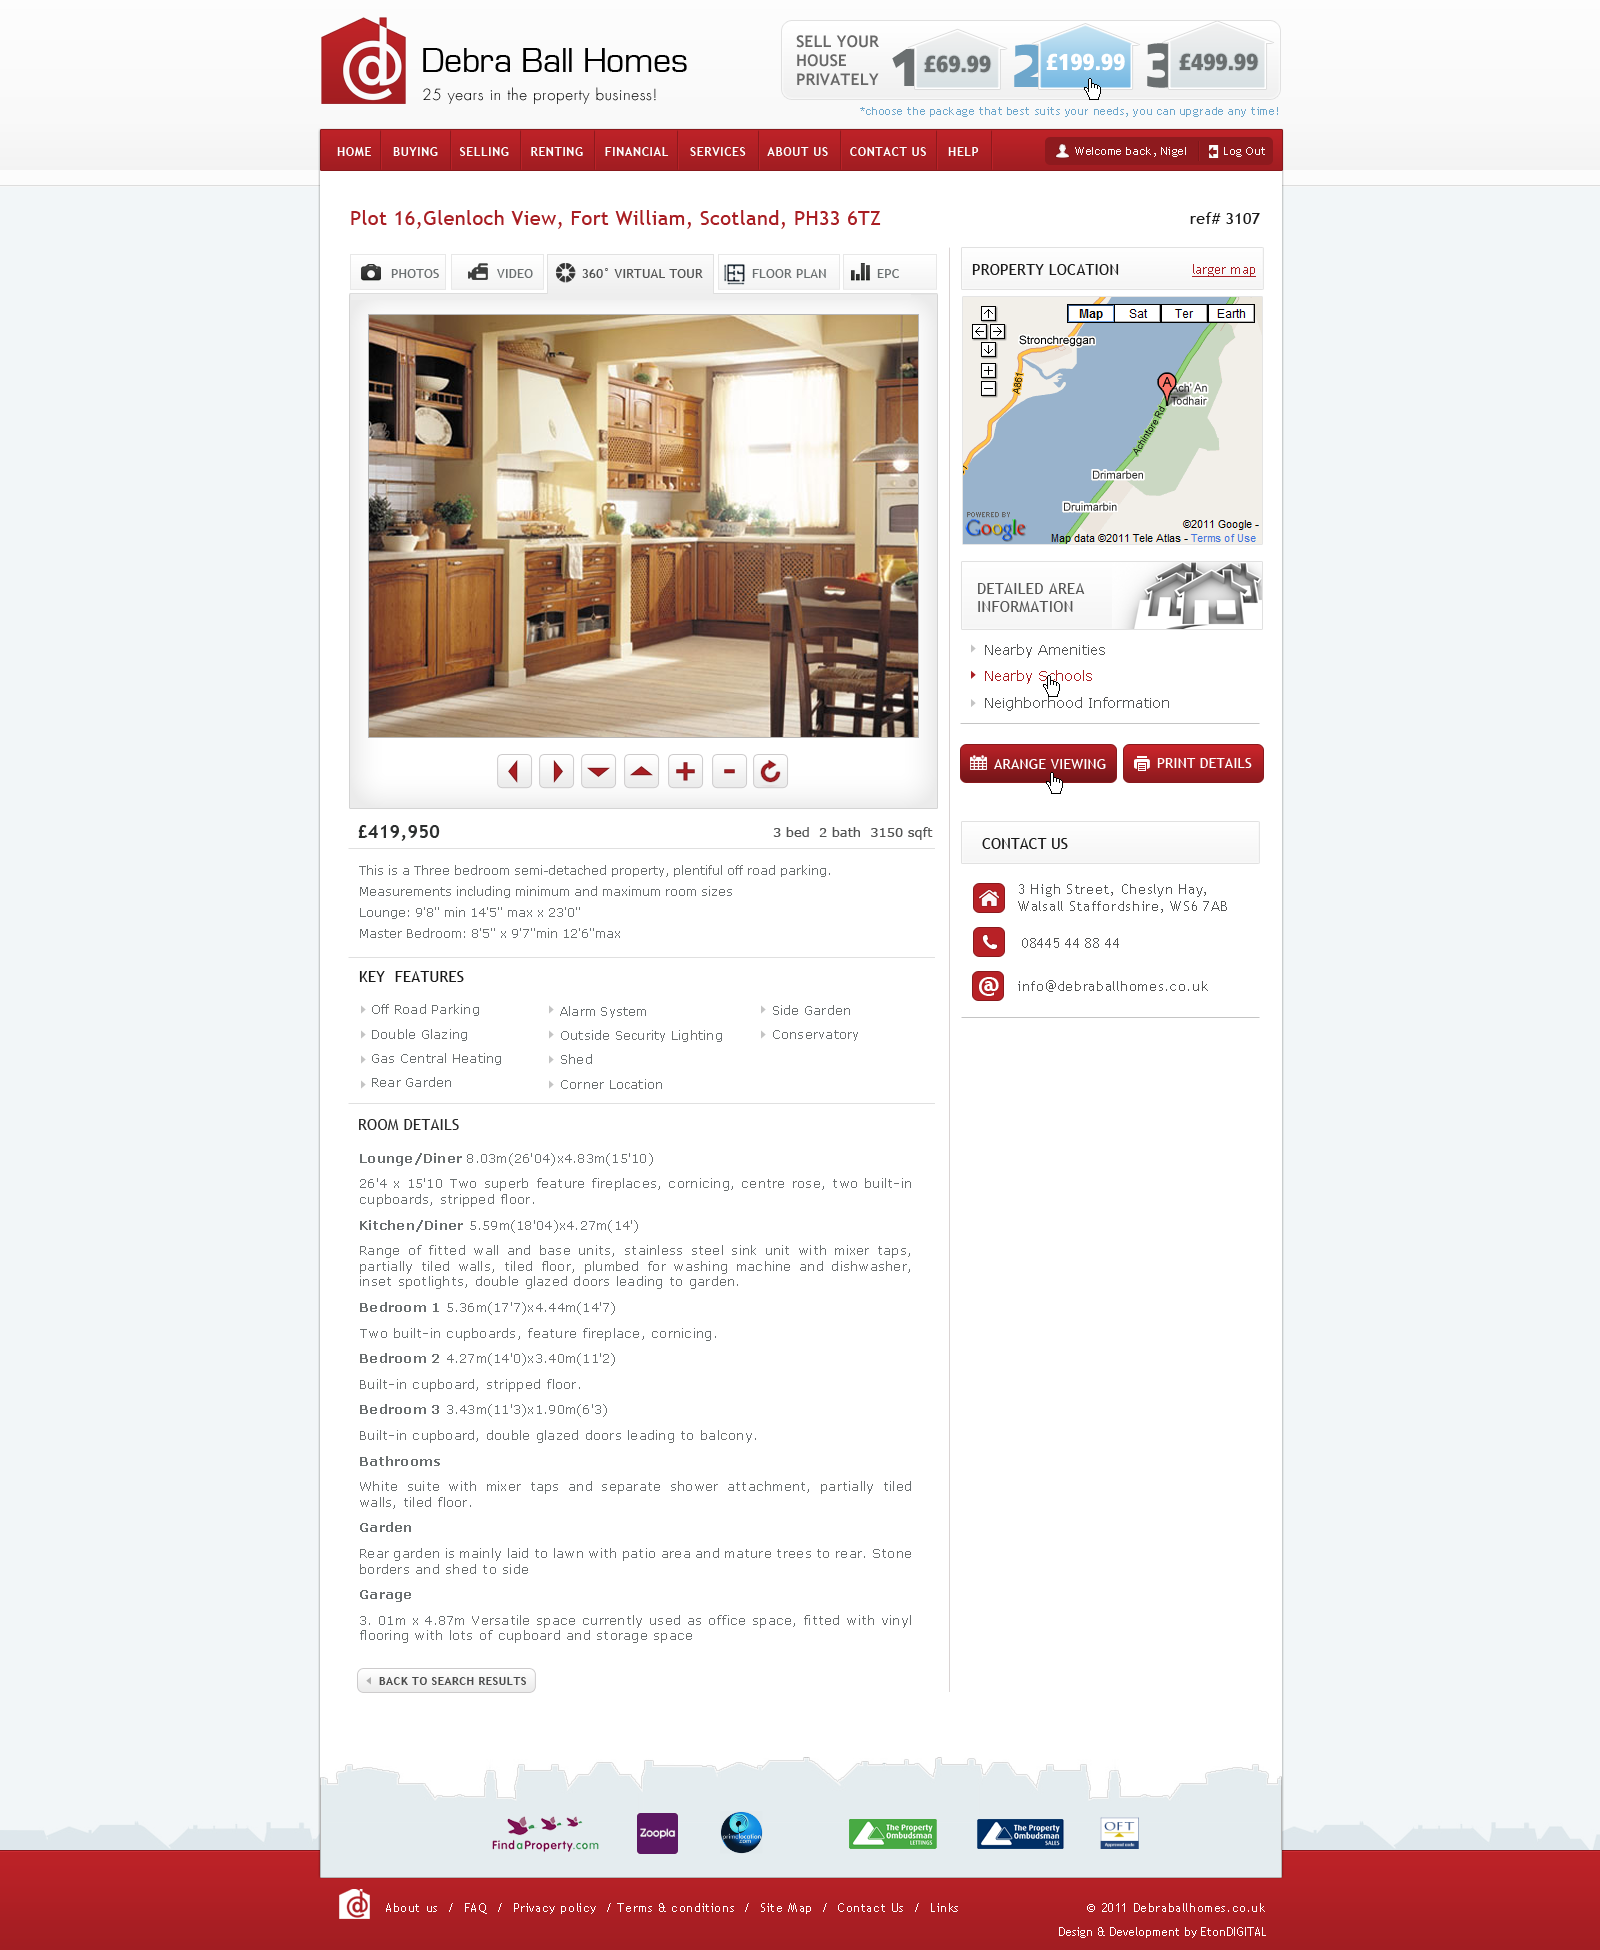 Debra Ball Homes
25 years in the property business!
SELL YOUR
HOUSE
PRIVATELY
1 £69.99 2 £199.99 3 £499.99
*choose the package that best suits your needs, you can upgrade any time!
HOME BUYING SELLING RENTING FINANCIAL SERVICES ABOUT US CONTACT US HELP Welcome back, Nigel Log Out
Plot 16,Glenloch View, Fort William, Scotland, PH33 6TZ
ref# 3107
PHOTOS VIDEO 360° VIRTUAL TOUR FLOOR PLAN EPC
£419,950
3 bed 2 bath 3150 sqft
This is a Three bedroom semi-detached property, plentiful off road parking.
Measurements including minimum and maximum room sizes
Lounge: 9'8" min 14'5" max x 23'0"
Master Bedroom: 8'5" x 9'7"min 12'6"max
KEY FEATURES
Off Road Parking
Double Glazing
Gas Central Heating
Rear Garden
Alarm System
Outside Security Lighting
Shed
Corner Location
Side Garden
Conservatory
ROOM DETAILS
Lounge/Diner 8.03m(26'04)x4.83m(15'10)
26'4 x 15'10 Two superb feature fireplaces, cornicing, centre rose, two built-in
cupboards, stripped floor.
Kitchen/Diner 5.59m(18'04)x4.27m(14')
Range of fitted wall and base units, stainless steel sink unit with mixer taps,
partially tiled walls, tiled floor, plumbed for washing machine and dishwasher,
inset spotlights, double glazed doors leading to garden.
Bedroom 1 5.36m(17'7)x4.44m(14'7)
Two built-in cupboards, feature fireplace, cornicing.
Bedroom 2 4.27m(14'0)x3.40m(11'2)
Built-in cupboard, stripped floor.
Bedroom 3 3.43m(11'3)x1.90m(6'3)
Built-in cupboard, double glazed doors leading to balcony.
Bathrooms
White suite with mixer taps and separate shower attachment, partially tiled
walls, tiled floor.
Garden
Rear garden is mainly laid to lawn with patio area and mature trees to rear. Stone
borders and shed to side
Garage
3. 01m x 4.87m Versatile space currently used as office space, fitted with vinyl
flooring with lots of cupboard and storage space
BACK TO SEARCH RESULTS
PROPERTY LOCATION
larger map
Map Sat Ter Earth
Stronchreggan
A861
A
Ach' An
Todhair
Achintore Rd
Drimarben
Druimarbin
POWERED BY
Google
©2011 Google -
Map data ©2011 Tele Atlas - Terms of Use
DETAILED AREA
INFORMATION
Nearby Amenities
Nearby Schools
Neighborhood Information
ARANGE VIEWING
PRINT DETAILS
CONTACT US
3 High Street, Cheslyn Hay,
Walsall Staffordshire, WS6 7AB
08445 44 88 44
info@debraballhomes.co.uk
FindaProperty.com
Zoopla
primelocation
.com
The Property
Ombudsman
LETTINGS
The Property
Ombudsman
SALES
OFT
Approved code
About us / FAQ / Privacy policy / Terms & conditions / Site Map / Contact Us / Links
© 2011 Debraballhomes.co.uk
Design & Development by EtonDIGITAL